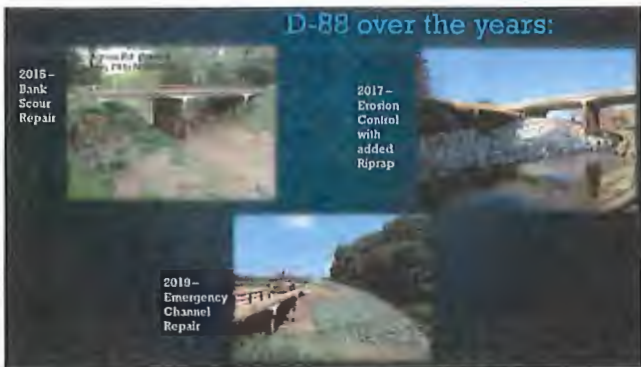 D-88 over the years:
2016 –
Bank
Scour
Repair
2017 –
Erosion
Control
with
added
Riprap
2019 –
Emergency
Channel
Repair